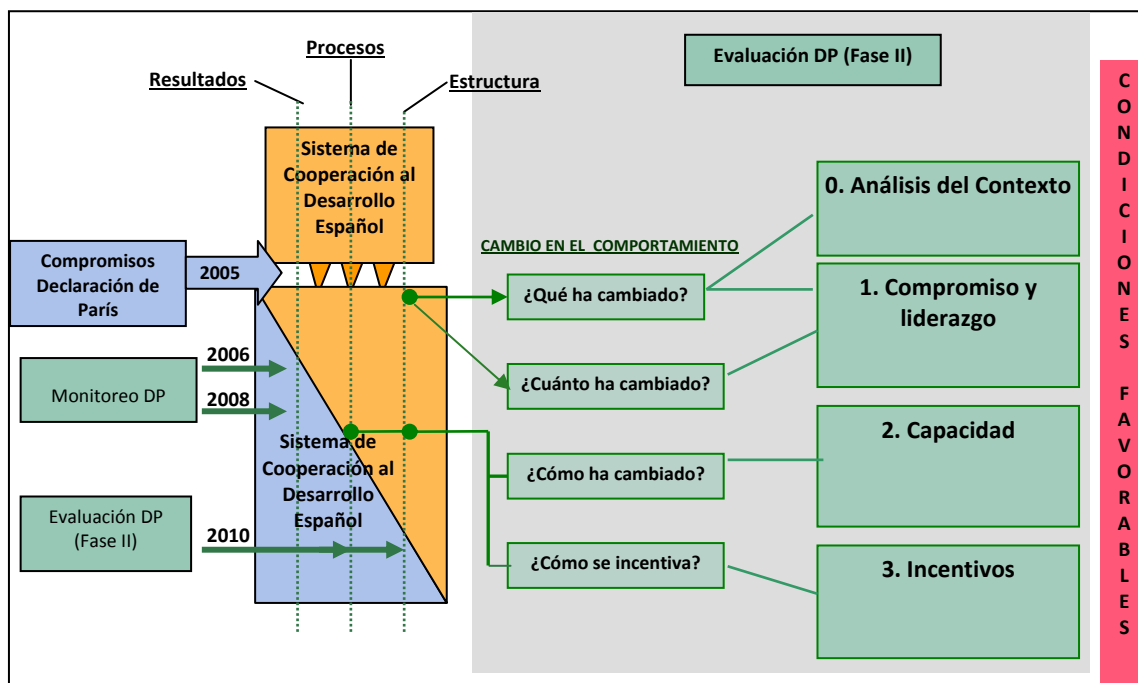 Procesos
Resultados
Estructura
Evaluación DP (Fase II)
Sistema de
Cooperación al
Desarrollo
Español
Compromisos
Declaración de
París
2005
2006
Monitoreo DP
2008
Sistema de
Cooperación al
Desarrollo
Español
Evaluación DP
(Fase II)
2010
CAMBIO EN EL COMPORTAMIENTO
¿Qué ha cambiado?
¿Cuánto ha cambiado?
¿Cómo ha cambiado?
¿Cómo se incentiva?
0. Análisis del Contexto
1. Compromiso y
liderazgo
2. Capacidad
3. Incentivos
CONDICIONES FAVORABLES